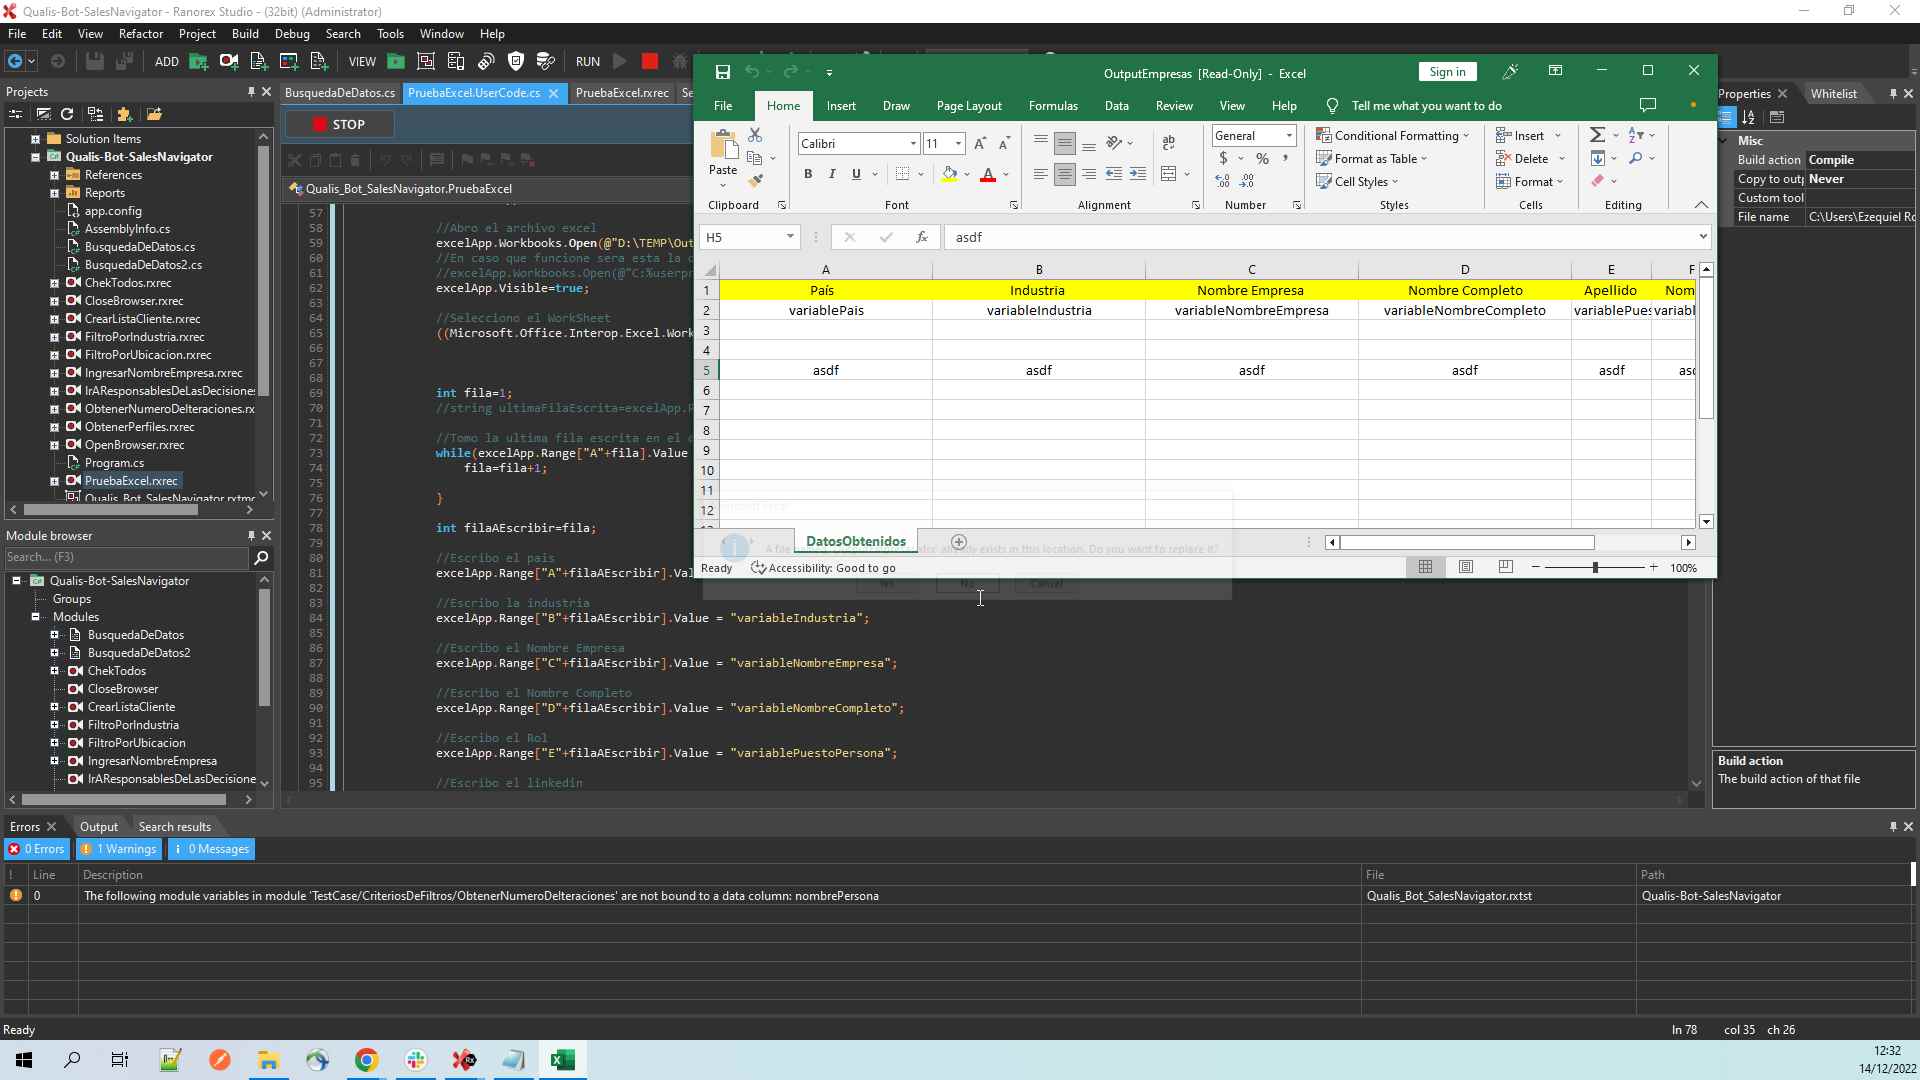 Qualis-Bot-SalesNavigator - Ranorex Studio - (32bit) (Administrator)
File Edit View Refactor Project Build Debug Search Tools Window Help
ADD VIEW RUN
Projects
Solution Items
Qualis-Bot-SalesNavigator
References
Reports
app.config
AssemblyInfo.cs
BusquedaDeDatos.cs
BusquedaDeDatos2.cs
ChekTodos.rxrec
CloseBrowser.rxrec
CrearListaCliente.rxrec
FiltroPorIndustria.rxrec
FiltroPorUbicacion.rxrec
IngresarNombreEmpresa.rxrec
IrAResponsablesDeLasDecisione
ObtenerNumeroDeIteraciones.rx
ObtenerPerfiles.rxrec
OpenBrowser.rxrec
Program.cs
PruebaExcel.rxrec
Qualis_Bot_SalesNavigator.rxtmg
Module browser
Search... (F3)
Qualis-Bot-SalesNavigator
Groups
Modules
BusquedaDeDatos
BusquedaDeDatos2
ChekTodos
CloseBrowser
CrearListaCliente
FiltroPorIndustria
FiltroPorUbicacion
IngresarNombreEmpresa
IrAResponsablesDeLasDecisione
BusquedaDeDatos.cs PruebaExcel.UserCode.cs PruebaExcel.rxrec Se
STOP
Qualis_Bot_SalesNavigator.PruebaExcel
57
58 //Abro el archivo excel
59 excelApp.Workbooks.Open(@"D:\TEMP\Out
60 //En caso que funcione sera esta la c
61 //excelApp.Workbooks.Open(@"C:%userpr
62 excelApp.Visible=true;
63
64 //Selecciono el WorkSheet
65 ((Microsoft.Office.Interop.Excel.Work
66
67
68
69 int fila=1;
70 //string ultimaFilaEscrita=excelApp.R
71
72 //Tomo la ultima fila escrita en el
73 while(excelApp.Range["A"+fila].Value
74 fila=fila+1;
75
76 }
77
78 int filaAEscribir=fila;
79
80 //Escribo el pais
81 excelApp.Range["A"+filaAEscribir].Val
82
83 //Escribo la industria
84 excelApp.Range["B"+filaAEscribir].Value = "variableIndustria";
85
86 //Escribo el Nombre Empresa
87 excelApp.Range["C"+filaAEscribir].Value = "variableNombreEmpresa";
88
89 //Escribo el Nombre Completo
90 excelApp.Range["D"+filaAEscribir].Value = "variableNombreCompleto";
91
92 //Escribo el Rol
93 excelApp.Range["E"+filaAEscribir].Value = "variablePuestoPersona";
94
95 //Escribo el linkedin
OutputEmpresas [Read-Only] - Excel
Sign in
File Home Insert Draw Page Layout Formulas Data Review View Help Tell me what you want to do
Paste
Calibri 11
B I U
General
$ % ,
Conditional Formatting
Format as Table
Cell Styles
Insert
Delete
Format
Clipboard Font Alignment Number Styles Cells Editing
H5 fx asdf
A B C D E F
1 País Industria Nombre Empresa Nombre Completo Apellido Nom
2 variablePais variableIndustria variableNombreEmpresa variableNombreCompleto variablePues variabl
3
4
5 asdf asdf asdf asdf asdf asd
6
7
8
9
10
11
12
DatosObtenidos
already exists in this location. Do you want to replace it?
Yes No Cancel
Ready Accessibility: Good to go 100%
Properties Whitelist
Misc
Build action Compile
Copy to outp Never
Custom tool
File name C:\Users\Ezequiel Ro
Build action
The build action of that file
Errors Output Search results
0 Errors 1 Warnings 0 Messages
! Line Description File Path
0 The following module variables in module 'TestCase/CriteriosDeFiltros/ObtenerNumeroDeIteraciones' are not bound to a data column: nombrePersona Qualis_Bot_SalesNavigator.rxtst Qualis-Bot-SalesNavigator
Ready ln 78 col 35 ch 26
12:32
14/12/2022